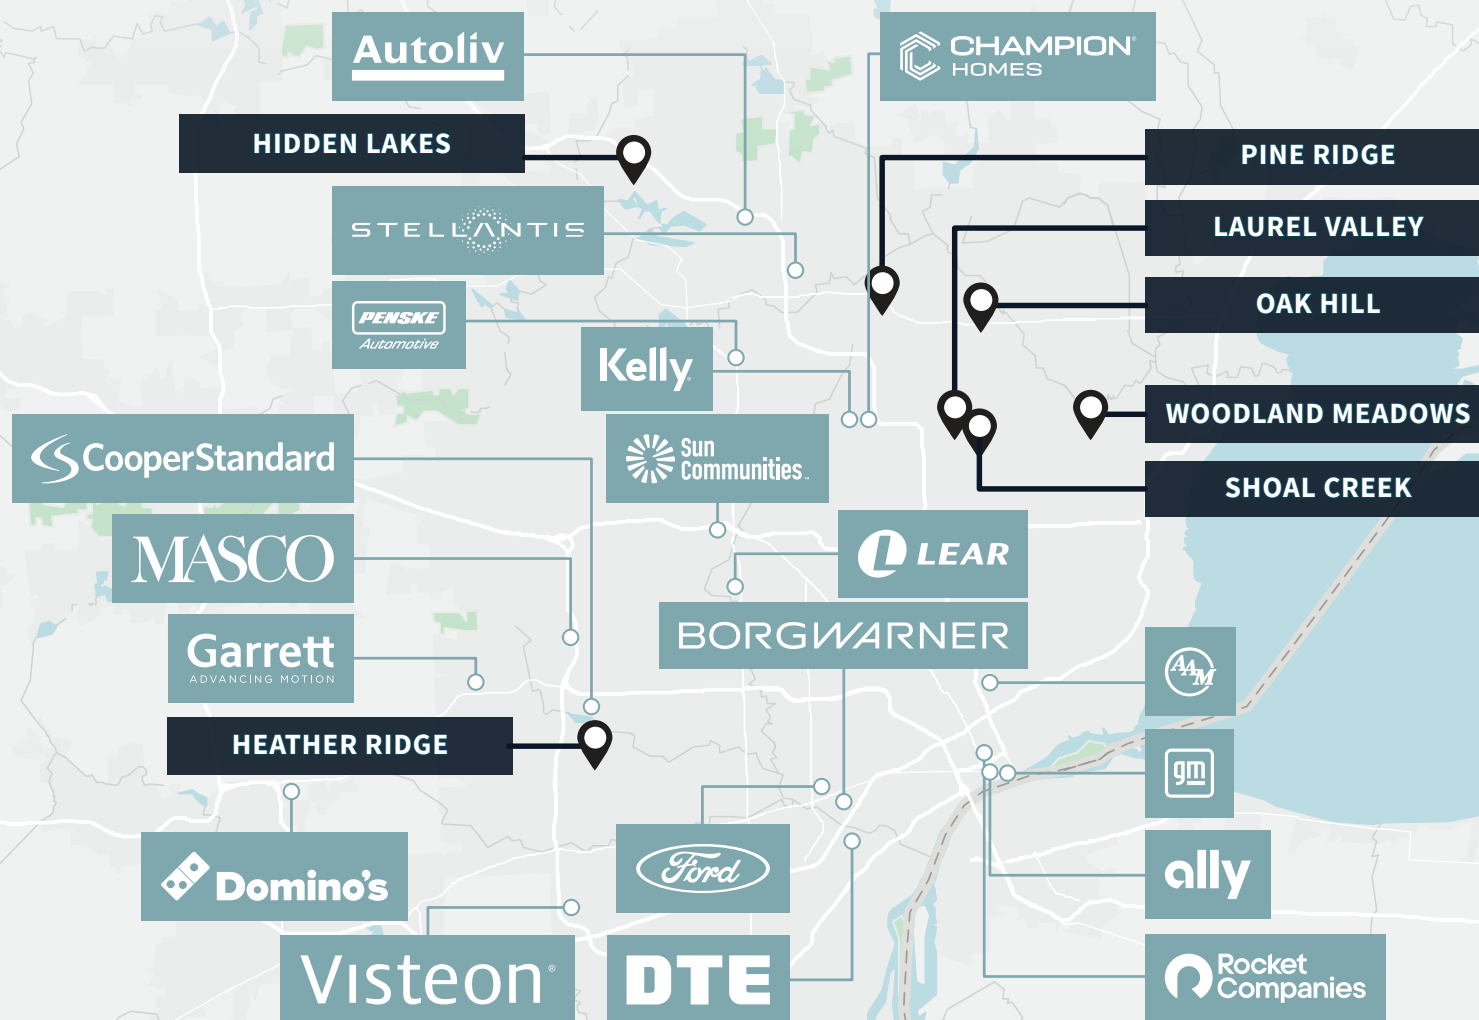 Autoliv
CHAMPION®
HOMES
HIDDEN LAKES
PINE RIDGE
STELLANTIS
LAUREL VALLEY
PENSKE
Automotive
OAK HILL
Kelly®
WOODLAND MEADOWS
CooperStandard
Sun
Communities™
SHOAL CREEK
MASCO
LEAR
Garrett
ADVANCING MOTION
BORGWARNER
AAM
HEATHER RIDGE
gm
Domino's
Ford
ally
Visteon®
DTE
Rocket
Companies